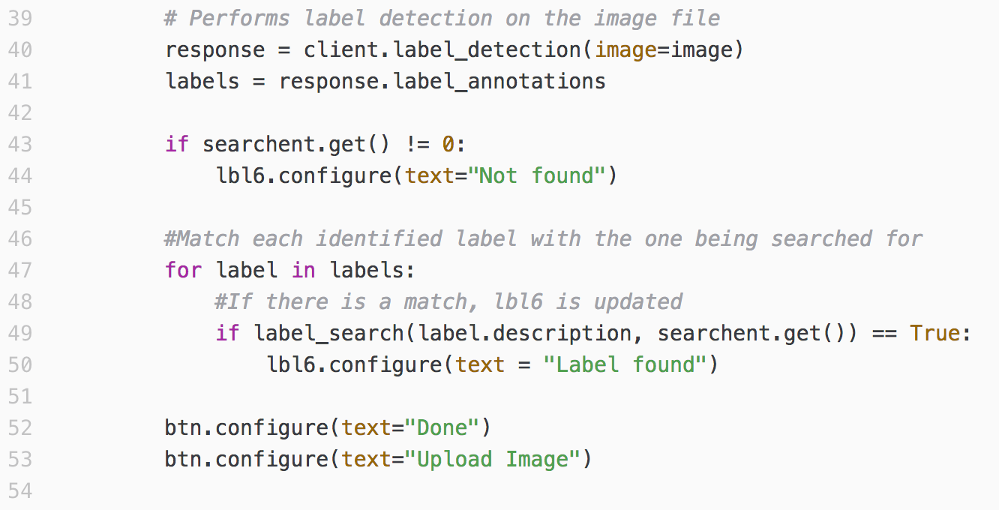 39 # Performs label detection on the image file
40 response = client.label_detection(image=image)
41 labels = response.label_annotations
42
43 if searchent.get() != 0:
44 lbl6.configure(text="Not found")
45
46 #Match each identified label with the one being searched for
47 for label in labels:
48 #If there is a match, lbl6 is updated
49 if label_search(label.description, searchent.get()) == True:
50 lbl6.configure(text = "Label found")
51
52 btn.configure(text="Done")
53 btn.configure(text="Upload Image")
54